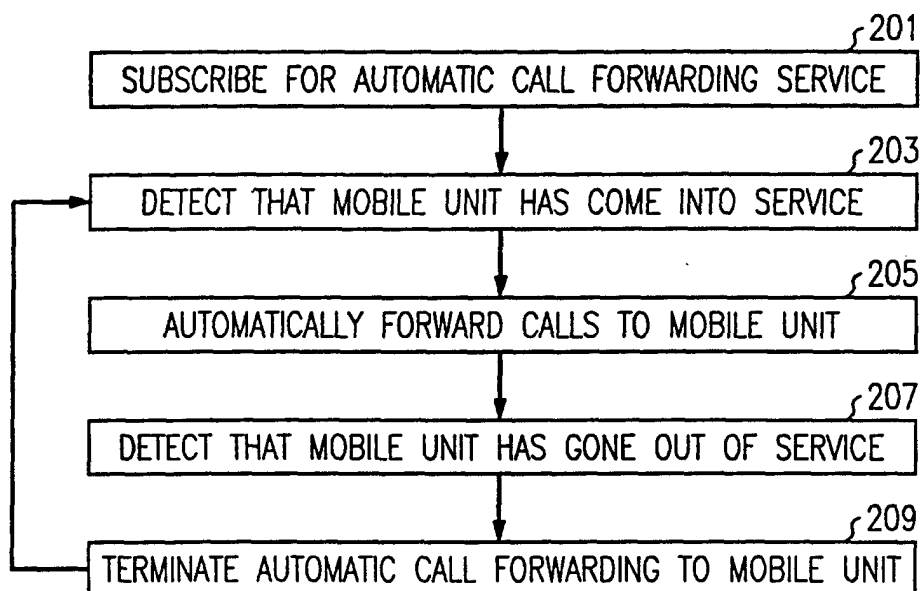 201
SUBSCRIBE FOR AUTOMATIC CALL FORWARDING SERVICE
203
DETECT THAT MOBILE UNIT HAS COME INTO SERVICE
205
AUTOMATICALLY FORWARD CALLS TO MOBILE UNIT
207
DETECT THAT MOBILE UNIT HAS GONE OUT OF SERVICE
209
TERMINATE AUTOMATIC CALL FORWARDING TO MOBILE UNIT